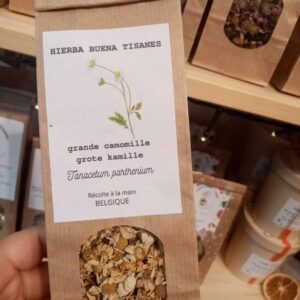 HIERBA BUENA TISANES
grande camomille
grote kamille
Tanacetum parthenium
Récolte à la main
BELGIQUE